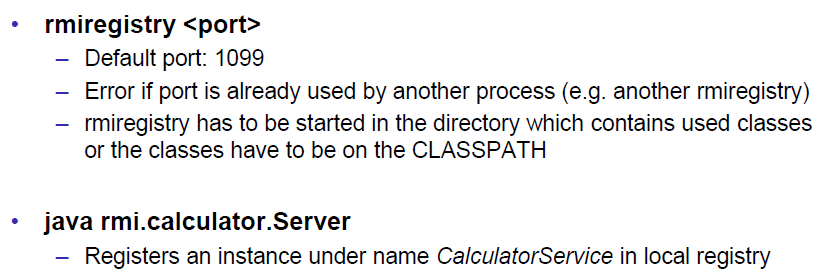 • rmiregistry <port>
– Default port: 1099
– Error if port is already used by another process (e.g. another rmiregistry)
– rmiregistry has to be started in the directory which contains used classes
or the classes have to be on the CLASSPATH
• java rmi.calculator.Server
– Registers an instance under name CalculatorService in local registry